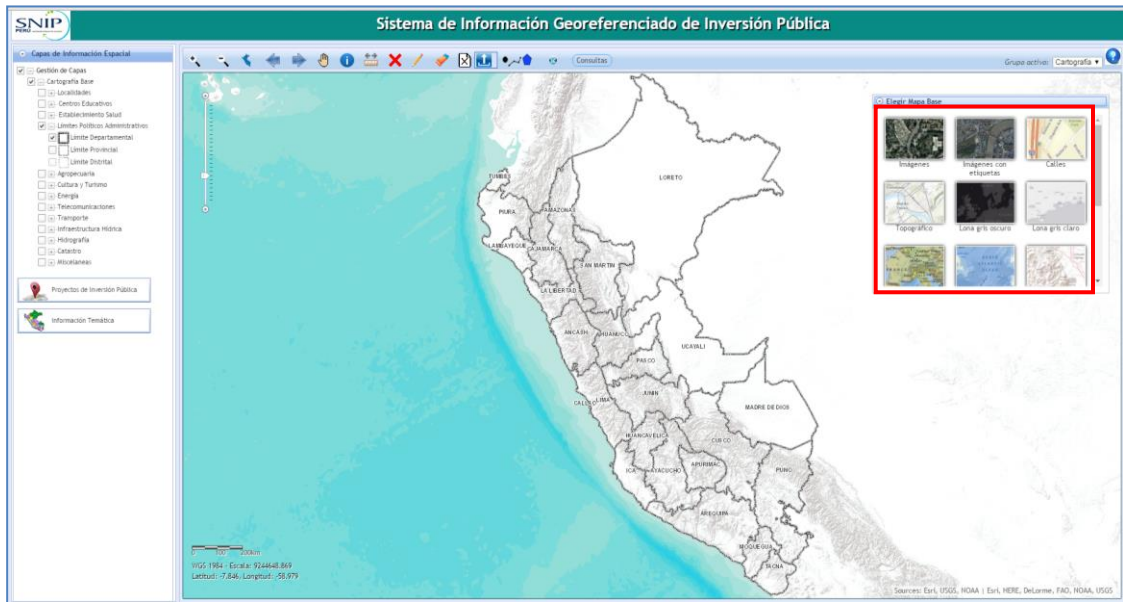 SNIP
PERÚ
Sistema de Información Georeferenciado de Inversión Pública
Capas de Información Espacial
Gestión de Capas
Cartografía Base
Localidades
Centros Educativos
Establecimiento Salud
Límites Políticos Administrativos
Límite Departamental
Límite Provincial
Límite Distrital
Agropecuaria
Cultura y Turismo
Energía
Telecomunicaciones
Transporte
Infraestructura Hídrica
Hidrografía
Catastro
Miscelaneas
Proyectos de Inversión Pública
Información Temática
Consultas
Grupo activo: Cartografía
Elegir Mapa Base
Imágenes
Imágenes con etiquetas
Calles
Topográfico
Lona gris oscuro
Lona gris claro
TUMBES
LORETO
PIURA
AMAZONAS
LAMBAYEQUE
CAJAMARCA
SAN MARTIN
LA LIBERTAD
ANCASH
HUANUCO
UCAYALI
PASCO
JUNIN
CALLAO
LIMA
MADRE DE DIOS
HUANCAVELICA
CUSCO
ICA
AYACUCHO
APURIMAC
PUNO
AREQUIPA
MOQUEGUA
TACNA
0 100 200km
WGS 1984 - Escala: 9244648.869
Latitud: -7.846, Longitud: -58.979
Sources: Esri, USGS, NOAA | Esri, HERE, DeLorme, FAO, NOAA, USGS